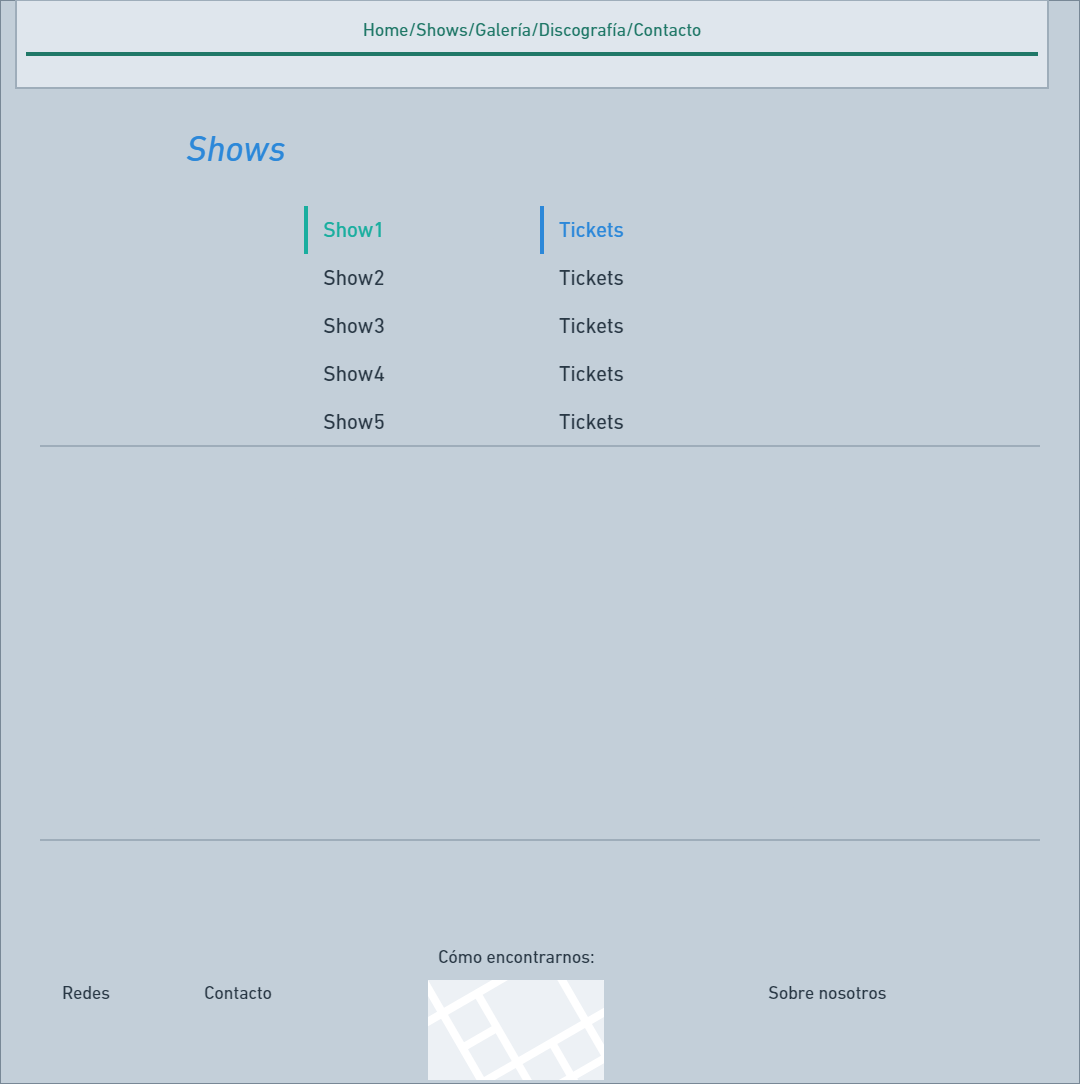 Home/Shows/Galería/Discografía/Contacto
Shows
Show1 Tickets
Show2 Tickets
Show3 Tickets
Show4 Tickets
Show5 Tickets
Cómo encontrarnos:
Redes Contacto Sobre nosotros